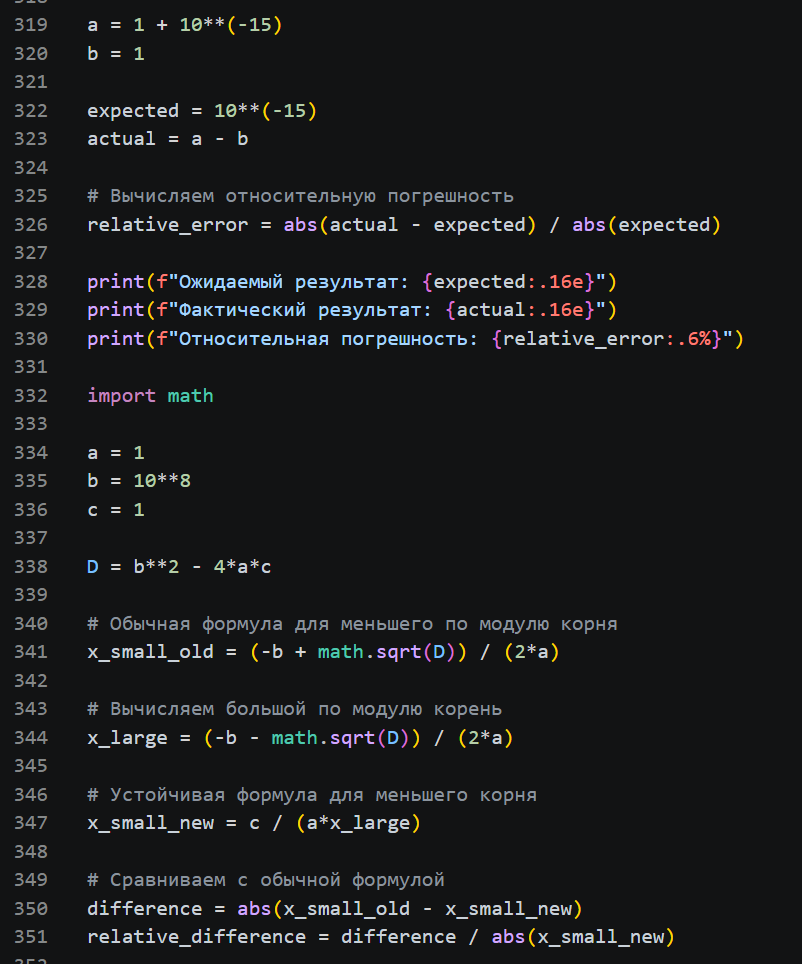 319 a = 1 + 10**(-15)
320 b = 1
321
322 expected = 10**(-15)
323 actual = a - b
324
325 # Вычисляем относительную погрешность
326 relative_error = abs(actual - expected) / abs(expected)
327
328 print(f"Ожидаемый результат: {expected:.16e}")
329 print(f"Фактический результат: {actual:.16e}")
330 print(f"Относительная погрешность: {relative_error:.6%}")
331
332 import math
333
334 a = 1
335 b = 10**8
336 c = 1
337
338 D = b**2 - 4*a*c
339
340 # Обычная формула для меньшего по модулю корня
341 x_small_old = (-b + math.sqrt(D)) / (2*a)
342
343 # Вычисляем большой по модулю корень
344 x_large = (-b - math.sqrt(D)) / (2*a)
345
346 # Устойчивая формула для меньшего корня
347 x_small_new = c / (a*x_large)
348
349 # Сравниваем с обычной формулой
350 difference = abs(x_small_old - x_small_new)
351 relative_difference = difference / abs(x_small_new)